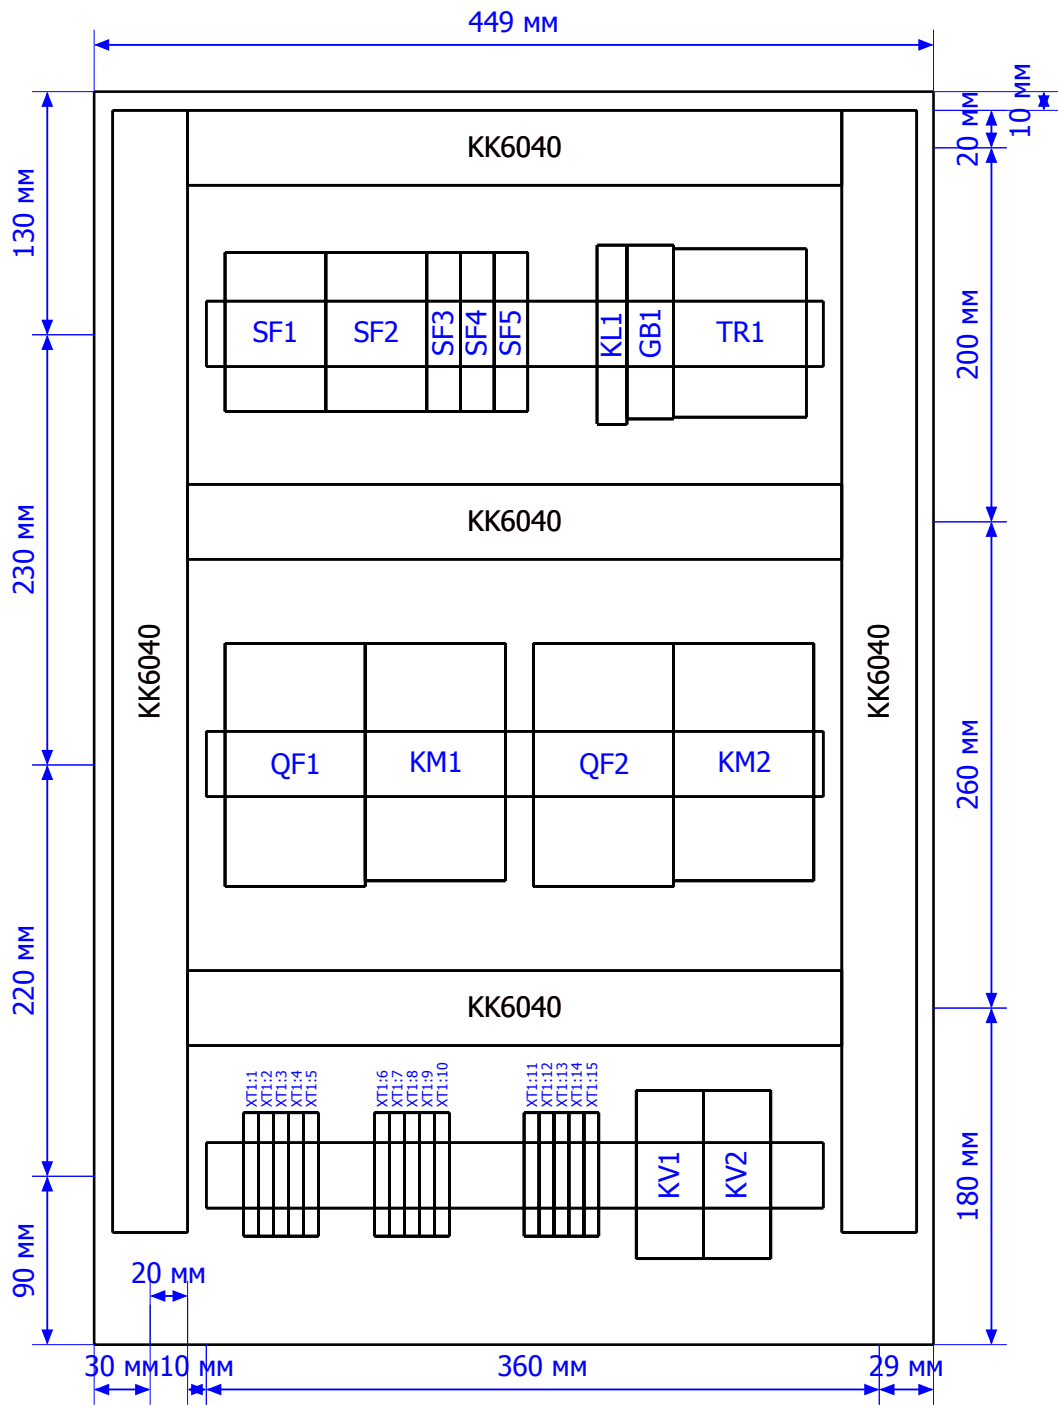 449 мм
10 мм
20 мм
KK6040
130 мм
200 мм
SF1 SF2 SF3 SF4 SF5 KL1 GB1 TR1
KK6040
230 мм
KK6040
KK6040
260 мм
QF1 KM1 QF2 KM2
220 мм
KK6040
XT1:1 XT1:2 XT1:3 XT1:4 XT1:5 XT1:6 XT1:7 XT1:8 XT1:9 XT1:10 XT1:11 XT1:12 XT1:13 XT1:14 XT1:15
KV1 KV2
180 мм
90 мм
20 мм
30 мм 10 мм 360 мм 29 мм